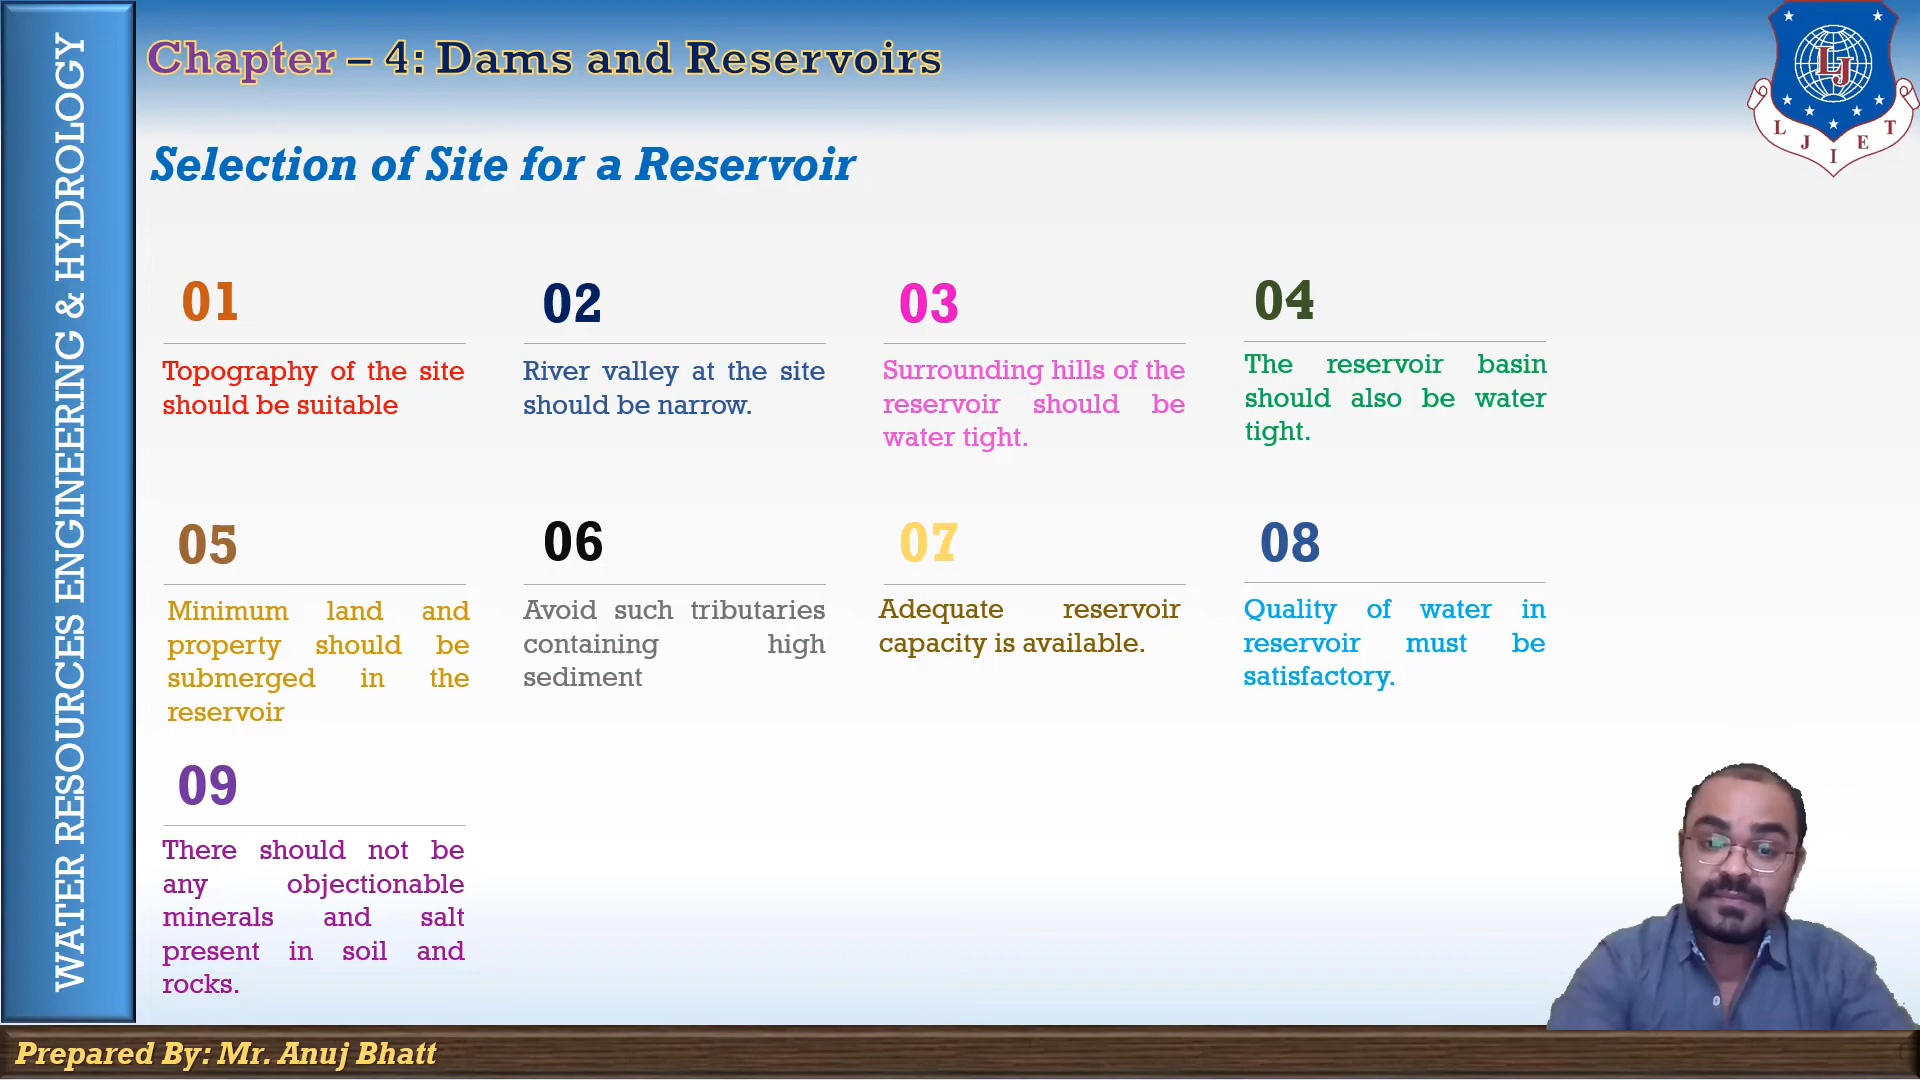 WATER RESOURCES ENGINEERING & HYDROLOGY
Chapter – 4: Dams and Reservoirs
LJ
L J I E T
Selection of Site for a Reservoir
01
Topography of the site
should be suitable
02
River valley at the site
should be narrow.
03
Surrounding hills of the
reservoir should be
water tight.
04
The reservoir basin
should also be water
tight.
05
Minimum land and
property should be
submerged in the
reservoir
06
Avoid such tributaries
containing high
sediment
07
Adequate reservoir
capacity is available.
08
Quality of water in
reservoir must be
satisfactory.
09
There should not be
any objectionable
minerals and salt
present in soil and
rocks.
Prepared By: Mr. Anuj Bhatt